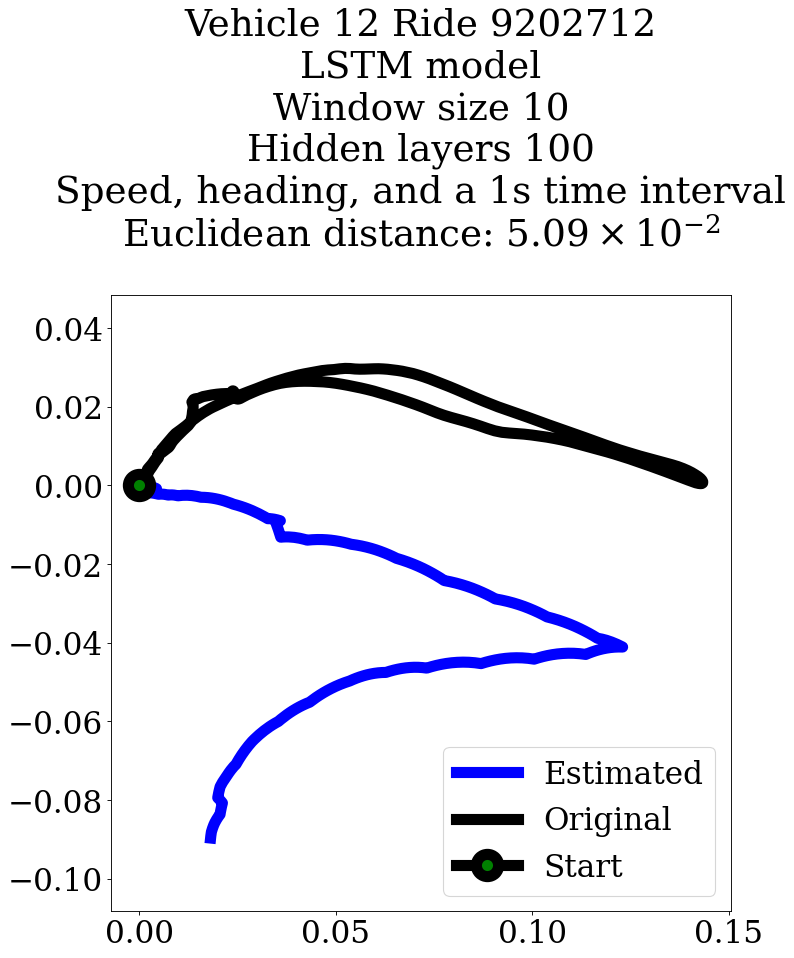 Vehicle 12 Ride 9202712
LSTM model
Window size 10
Hidden layers 100
Speed, heading, and a 1s time interval
Euclidean distance: 5.09 × 10⁻²
0.04
0.02
0.00
−0.02
−0.04
−0.06
−0.08
−0.10
Estimated
Original
Start
0.00 0.05 0.10 0.15